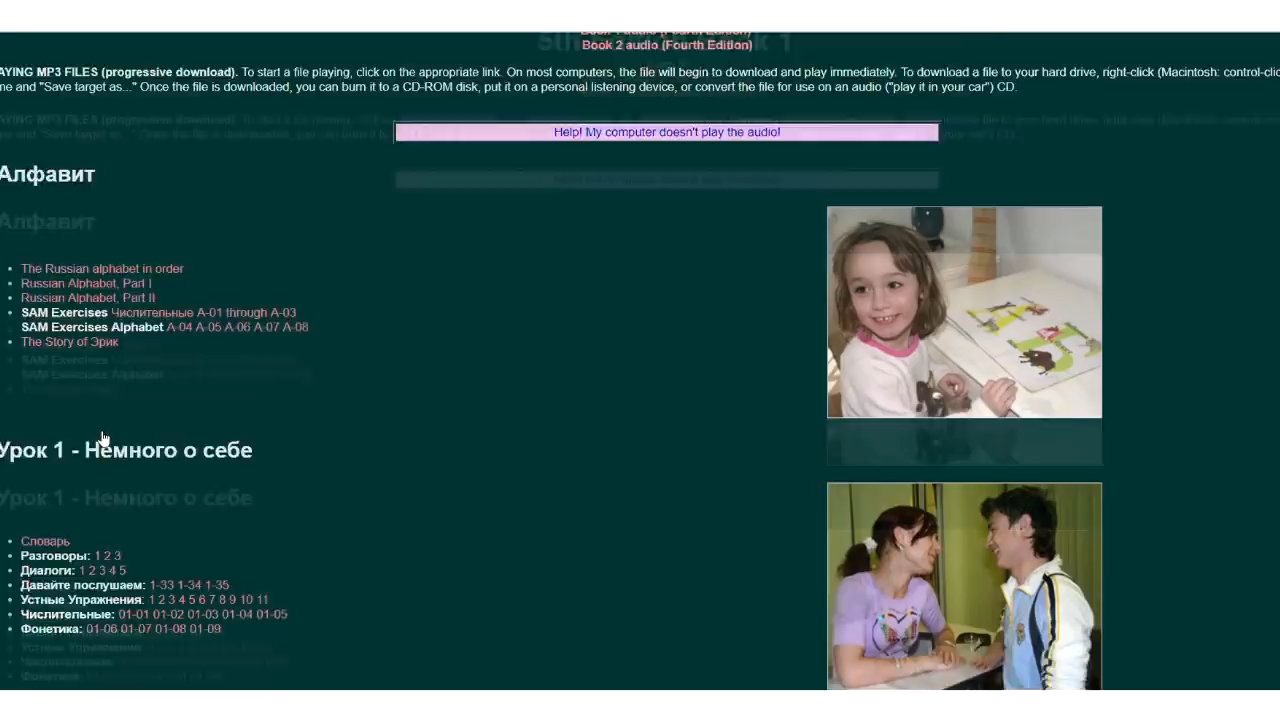 Book 2 audio (Fourth Edition)
AYING MP3 FILES (progressive download). To start a file playing, click on the appropriate link. On most computers, the file will begin to download and play immediately. To download a file to your hard drive, right-click (Macintosh: control-clic
me and "Save target as..." Once the file is downloaded, you can burn it to a CD-ROM disk, put it on a personal listening device, or convert the file for use on an audio ("play it in your car") CD.
Help! My computer doesn't play the audio!
Алфавит
The Russian alphabet in order
Russian Alphabet, Part I
Russian Alphabet, Part II
SAM Exercises Числительные A-01 through A-03
SAM Exercises Alphabet A-04 A-05 A-06 A-07 A-08
The Story of Эрик
Урок 1 - Немного о себе
Словарь
Разговоры: 1 2 3
Диалоги: 1 2 3 4 5
Давайте послушаем: 1-33 1-34 1-35
Устные Упражнения: 1 2 3 4 5 6 7 8 9 10 11
Числительные: 01-01 01-02 01-03 01-04 01-05
Фонетика: 01-06 01-07 01-08 01-09